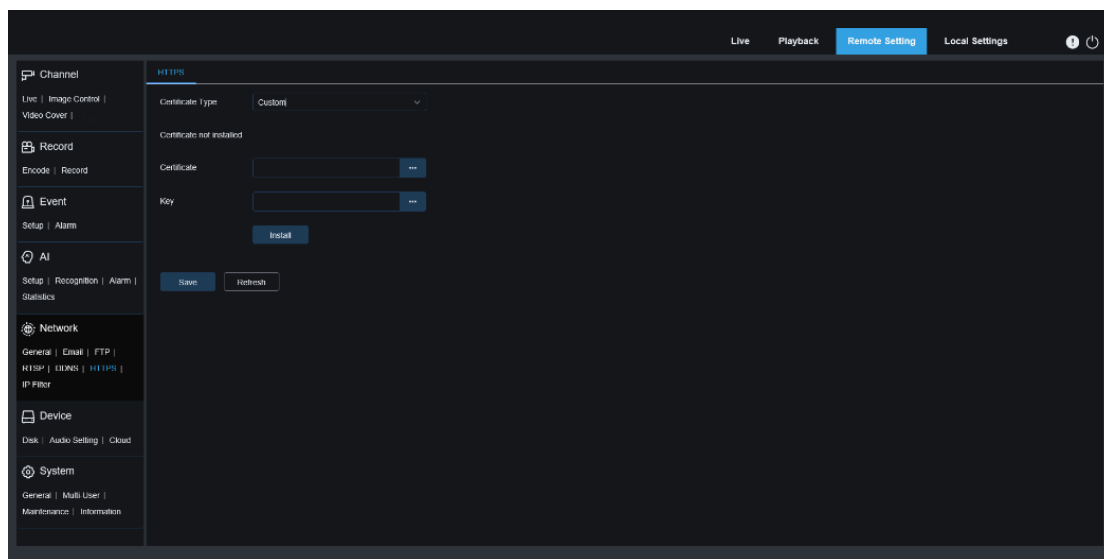 Live Playback Remote Setting Local Settings
Channel
Live | Image Control |
Video Cover |
Record
Encode | Record
Event
Setup | Alarm
AI
Setup | Recognition | Alarm |
Statistics
Network
General | Email | FTP |
RTSP | DDNS | HTTPS |
IP Filter
Device
Disk | Audio Setting | Cloud
System
General | Multi-User |
Maintenance | Information
HTTPS
Certificate Type Custom
Certificate not installed
Certificate ...
Key ...
Install
Save Refresh